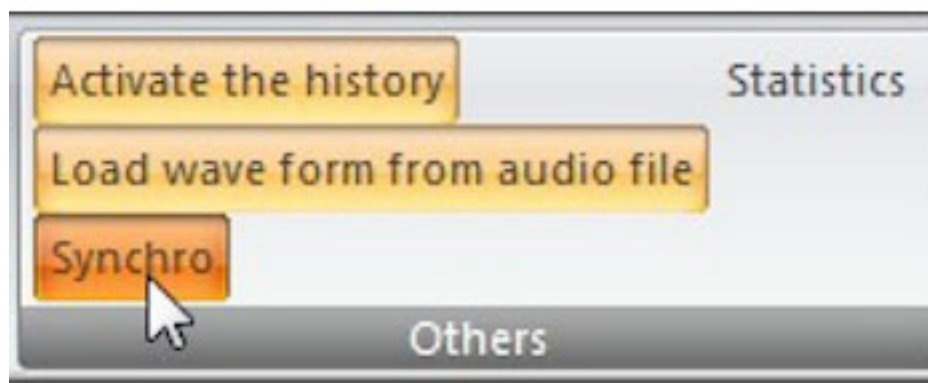 Activate the history Statistics
Load wave form from audio file
Synchro
Others